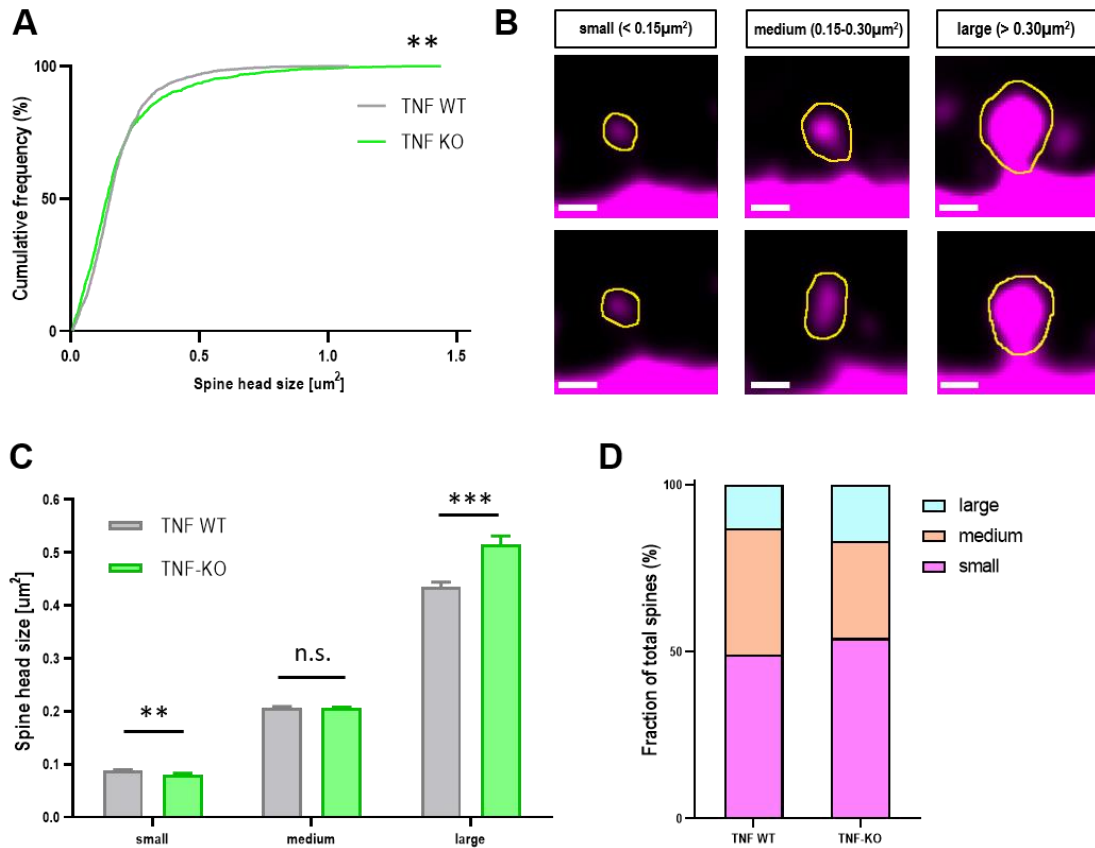 A
**
100
50
0
Cumulative frequency (%)
TNF WT
TNF KO
0.0
0.5
1.0
1.5
Spine head size [um²]
B
small (< 0.15µm²)
medium (0.15-0.30µm²)
large (> 0.30µm²)
C
0.6
0.5
0.4
0.3
0.2
0.1
0.0
Spine head size [um²]
TNF WT
TNF-KO
**
n.s.
***
small
medium
large
D
100
50
0
Fraction of total spines (%)
large
medium
small
TNF WT
TNF-KO